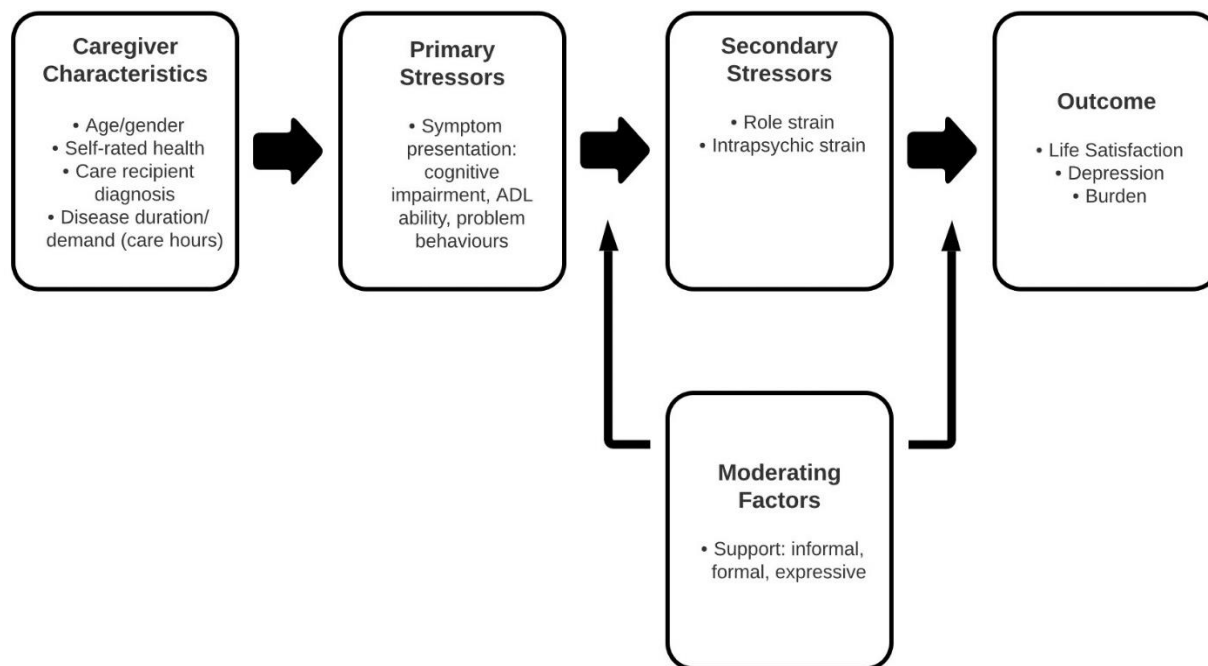 Caregiver
Characteristics
• Age/gender
• Self-rated health
• Care recipient
diagnosis
• Disease duration/
demand (care hours)
Primary
Stressors
• Symptom
presentation:
cognitive
impairment, ADL
ability, problem
behaviours
Secondary
Stressors
• Role strain
• Intrapsychic strain
Outcome
• Life Satisfaction
• Depression
• Burden
Moderating
Factors
• Support: informal,
formal, expressive